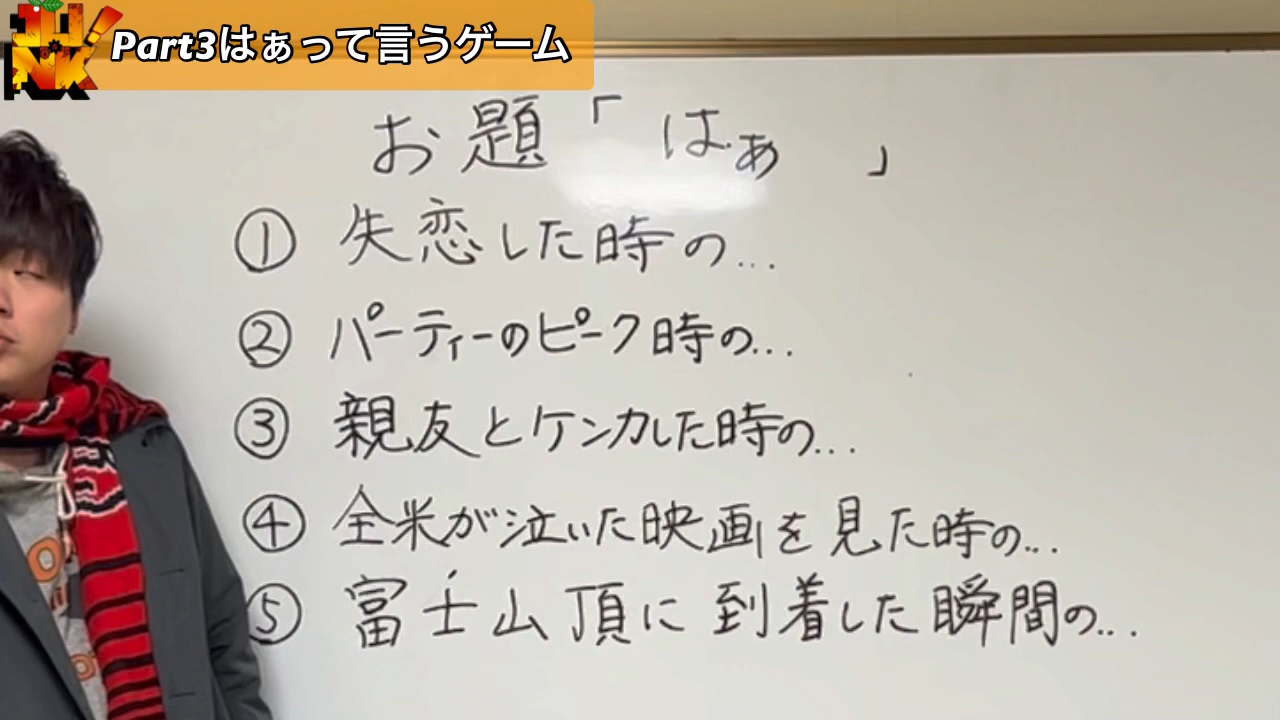 Part3はぁって言うゲーム
お題「はぁ」
① 失恋した時の...
② パーティーのピーク時の...
③ 親友とケンカした時の...
④ 全米が泣いた映画を見た時の...
⑤ 富士山頂に到着した瞬間の...